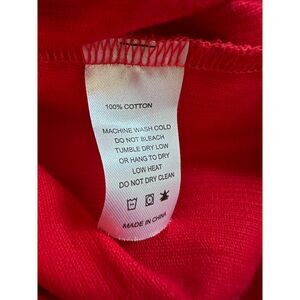 100% COTTON
MACHINE WASH COLD
DO NOT BLEACH
TUMBLE DRY LOW
OR HANG TO DRY
LOW HEAT
DO NOT DRY CLEAN
MADE IN CHINA